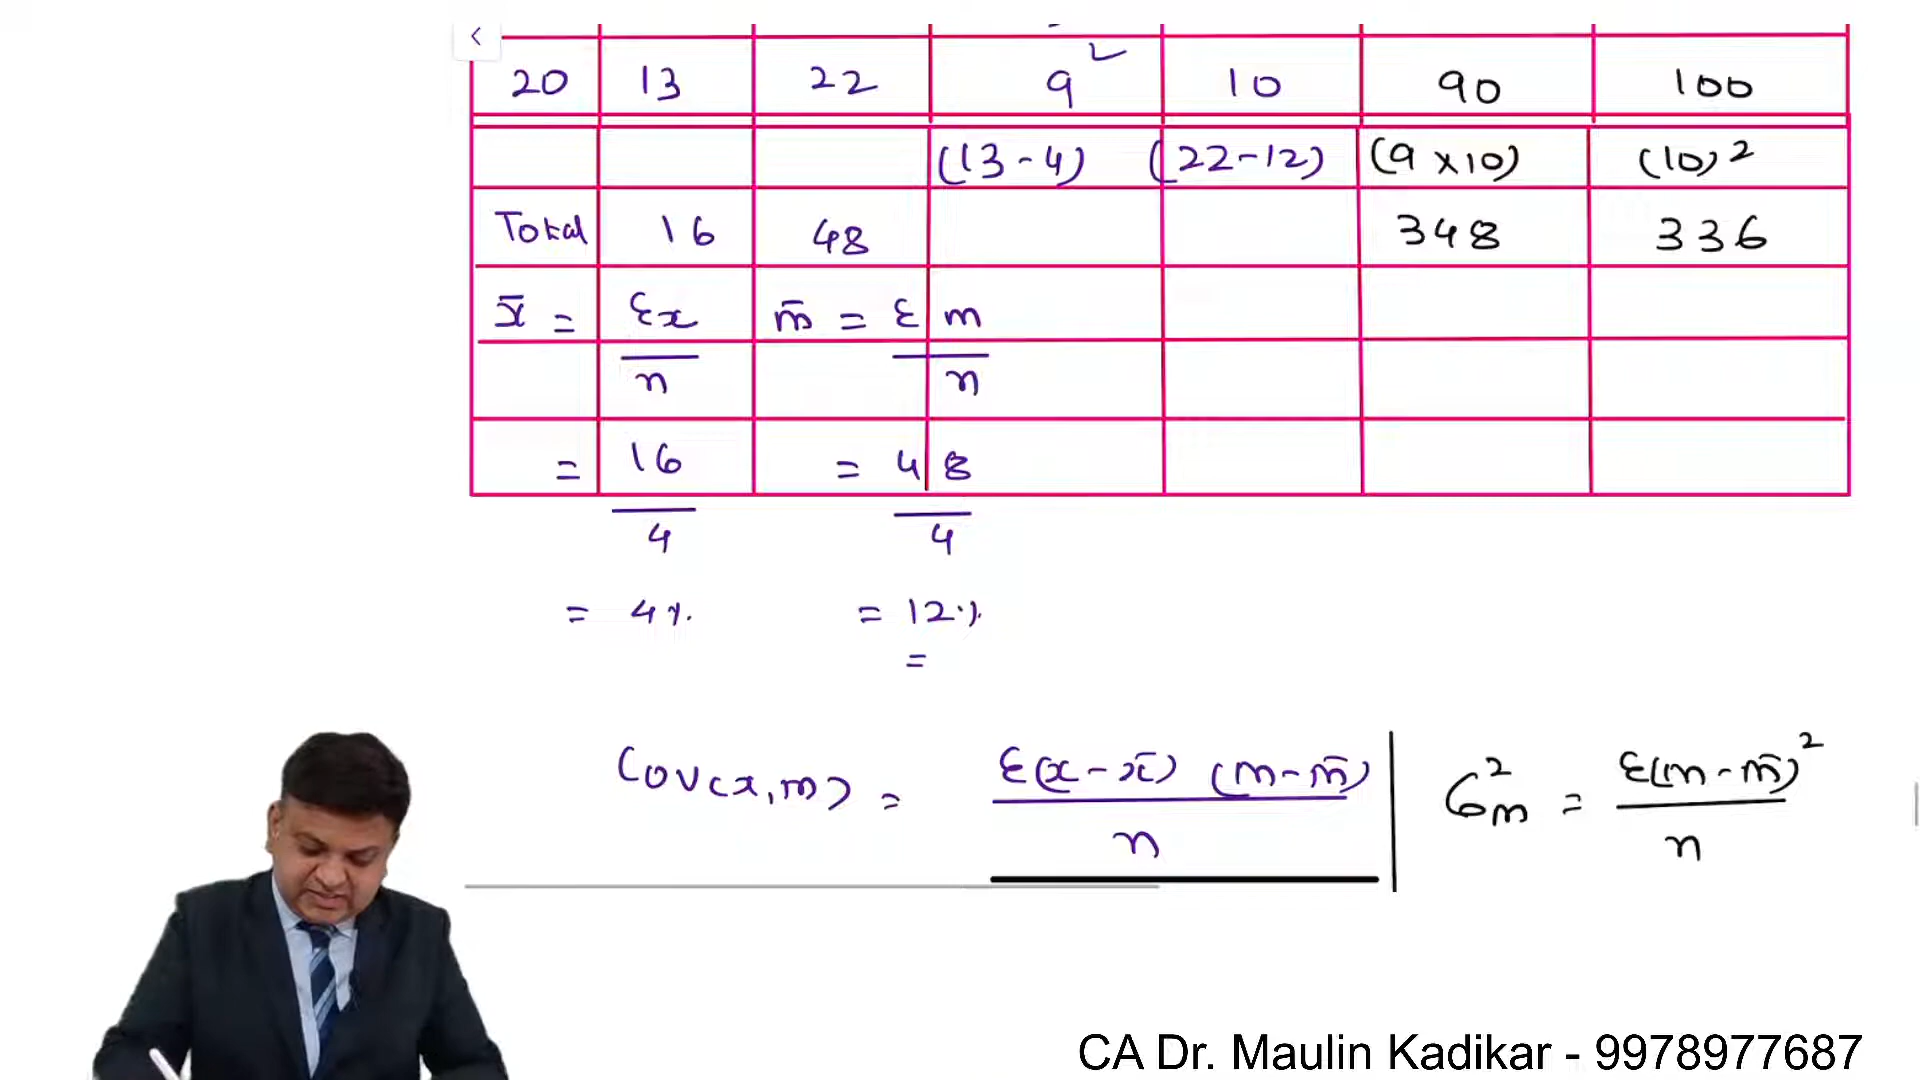 20 13 22 9 10 90 100
(13-4) (22-12) (9×10) (10)²
Total 16 48 348 336
x̄ = Σx m̄ = Σm
n n
= 16 = 48
4 4
= 4% = 12%
=
Cov(x,m) = Σ(x-x̄) (m-m̄) σ²m = Σ(m-m̄)²
n n
CA Dr. Maulin Kadikar - 9978977687